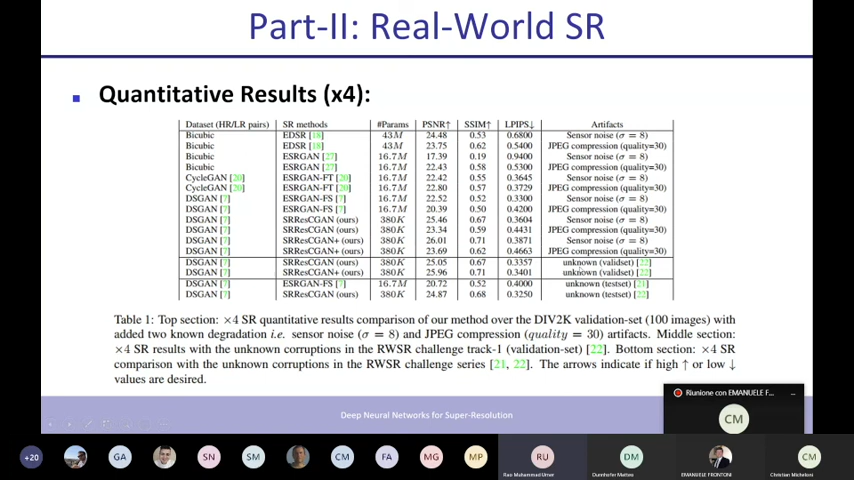 Part-II: Real-World SR
Quantitative Results (x4):
Dataset (HR/LR pairs) SR methods #Params PSNR↑ SSIM↑ LPIPS↓ Artifacts
Bicubic EDSR [18] 43M 24.48 0.53 0.6800 Sensor noise (σ = 8)
Bicubic EDSR [18] 43M 23.75 0.62 0.5400 JPEG compression (quality=30)
Bicubic ESRGAN [27] 16.7M 17.39 0.19 0.9400 Sensor noise (σ = 8)
Bicubic ESRGAN [27] 16.7M 22.43 0.58 0.5300 JPEG compression (quality=30)
CycleGAN [20] ESRGAN-FT [20] 16.7M 22.42 0.55 0.3645 Sensor noise (σ = 8)
CycleGAN [20] ESRGAN-FT [20] 16.7M 22.80 0.57 0.3729 JPEG compression (quality=30)
DSGAN [7] ESRGAN-FS [7] 16.7M 22.52 0.52 0.3300 Sensor noise (σ = 8)
DSGAN [7] ESRGAN-FS [7] 16.7M 20.39 0.50 0.4200 JPEG compression (quality=30)
DSGAN [7] SRResCGAN (ours) 380K 25.46 0.67 0.3604 Sensor noise (σ = 8)
DSGAN [7] SRResCGAN (ours) 380K 23.34 0.59 0.4431 JPEG compression (quality=30)
DSGAN [7] SRResCGAN+ (ours) 380K 26.01 0.71 0.3871 Sensor noise (σ = 8)
DSGAN [7] SRResCGAN+ (ours) 380K 23.69 0.62 0.4663 JPEG compression (quality=30)
DSGAN [7] SRResCGAN (ours) 380K 25.05 0.67 0.3357 unknown (validset) [22]
DSGAN [7] SRResCGAN+ (ours) 380K 25.96 0.71 0.3401 unknown (validset) [22]
DSGAN [7] ESRGAN-FS [7] 16.7M 20.72 0.52 0.4000 unknown (testset) [21]
DSGAN [7] SRResCGAN (ours) 380K 24.87 0.68 0.3250 unknown (testset) [22]
Table 1: Top section: ×4 SR quantitative results comparison of our method over the DIV2K validation-set (100 images) with
added two known degradation i.e. sensor noise (σ = 8) and JPEG compression (quality = 30) artifacts. Middle section:
×4 SR results with the unknown corruptions in the RWSR challenge track-1 (validation-set) [22]. Bottom section: ×4 SR
comparison with the unknown corruptions in the RWSR challenge series [21, 22]. The arrows indicate if high ↑ or low ↓
values are desired.
Riunione con EMANUELE F... ...
CM
Deep Neural Networks for Super-Resolution
+20 GA SN SM CM FA MG MP RU DM CM
Rao Muhammad Umer Dunnhofer Matteo EMANUELE FRONTONI Christian Micheloni